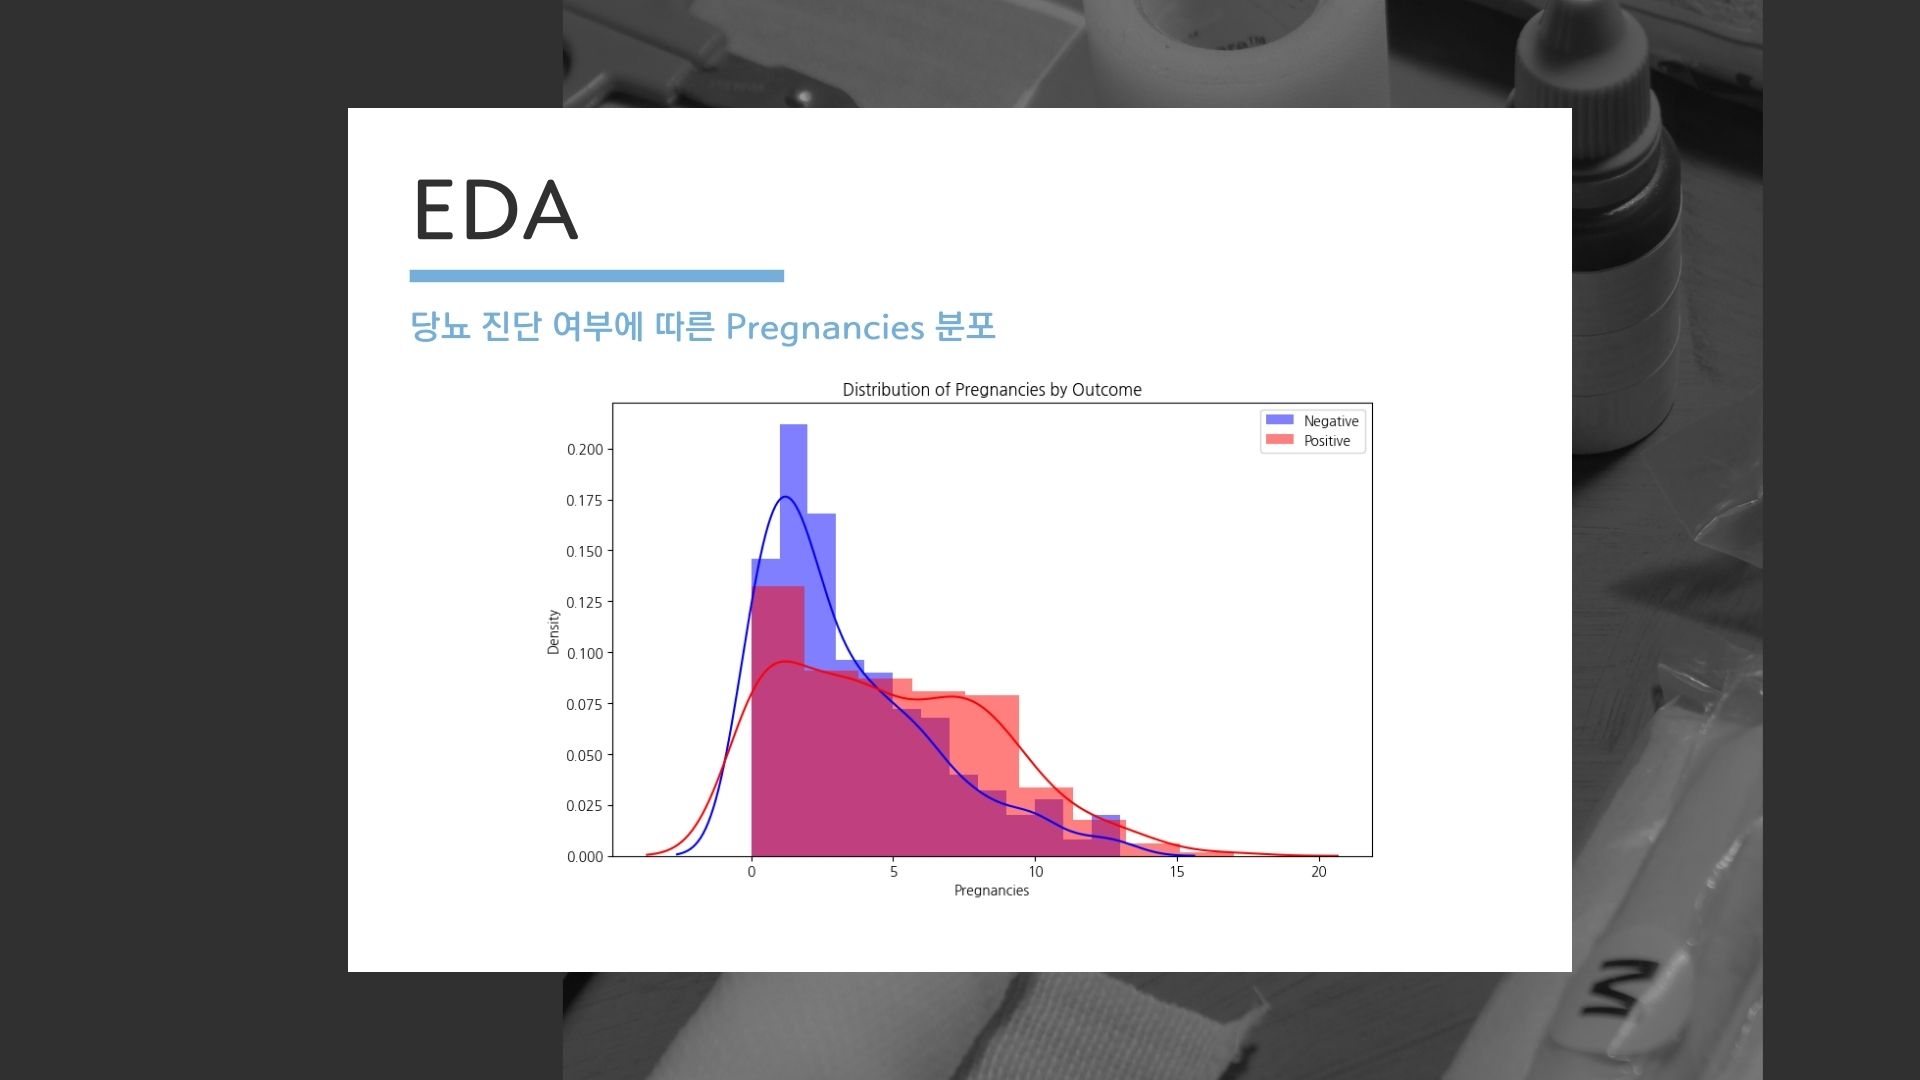 EDA
당뇨 진단 여부에 따른 Pregnancies 분포
Distribution of Pregnancies by Outcome
Negative
Positive
0.200
0.175
0.150
0.125
0.100
0.075
0.050
0.025
0.000
Density
0 5 10 15 20
Pregnancies
M